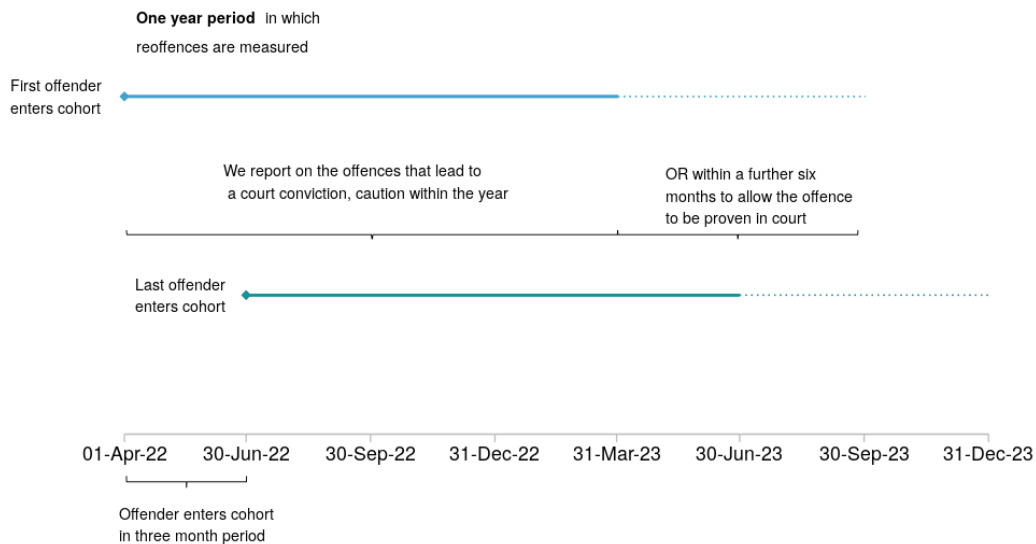 One year period in which
reoffences are measured
First offender
enters cohort
We report on the offences that lead to
a court conviction, caution within the year
OR within a further six
months to allow the offence
to be proven in court
Last offender
enters cohort
01-Apr-22 30-Jun-22 30-Sep-22 31-Dec-22 31-Mar-23 30-Jun-23 30-Sep-23 31-Dec-23
Offender enters cohort
in three month period